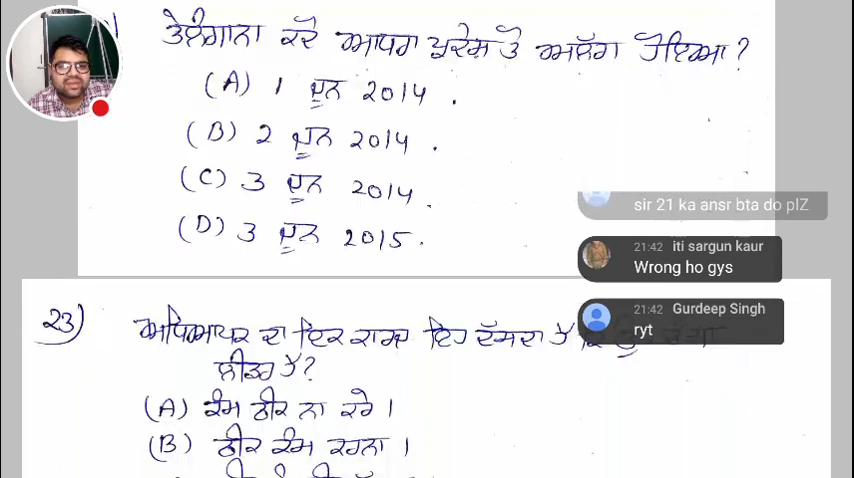 ਤੇਲੰਗਾਨਾ ਕਦੋਂ ਆਂਧਰਾ ਪ੍ਰਦੇਸ਼ ਤੋਂ ਅਲੱਗ ਹੋਇਆ ?
(A) 1 ਜੂਨ 2014 .
(B) 2 ਜੂਨ 2014 .
(C) 3 ਜੂਨ 2014 .
(D) 3 ਜੂਨ 2015 .
sir 21 ka ansr bta do plZ
21:42 iti sargun kaur
Wrong ho gys
21:42 Gurdeep Singh
ryt
23) ਅਧਿਆਪਕ ਦਾ ਇਕ ਕਾਰਜ ਇਹ ਦੱਸਦਾ ਹੈ
(A) ਕੰਮ ਠੀਕ ਨਾ ਕਰੇ ।
(B) ਠੀਕ ਕੰਮ ਕਰਨਾ ।